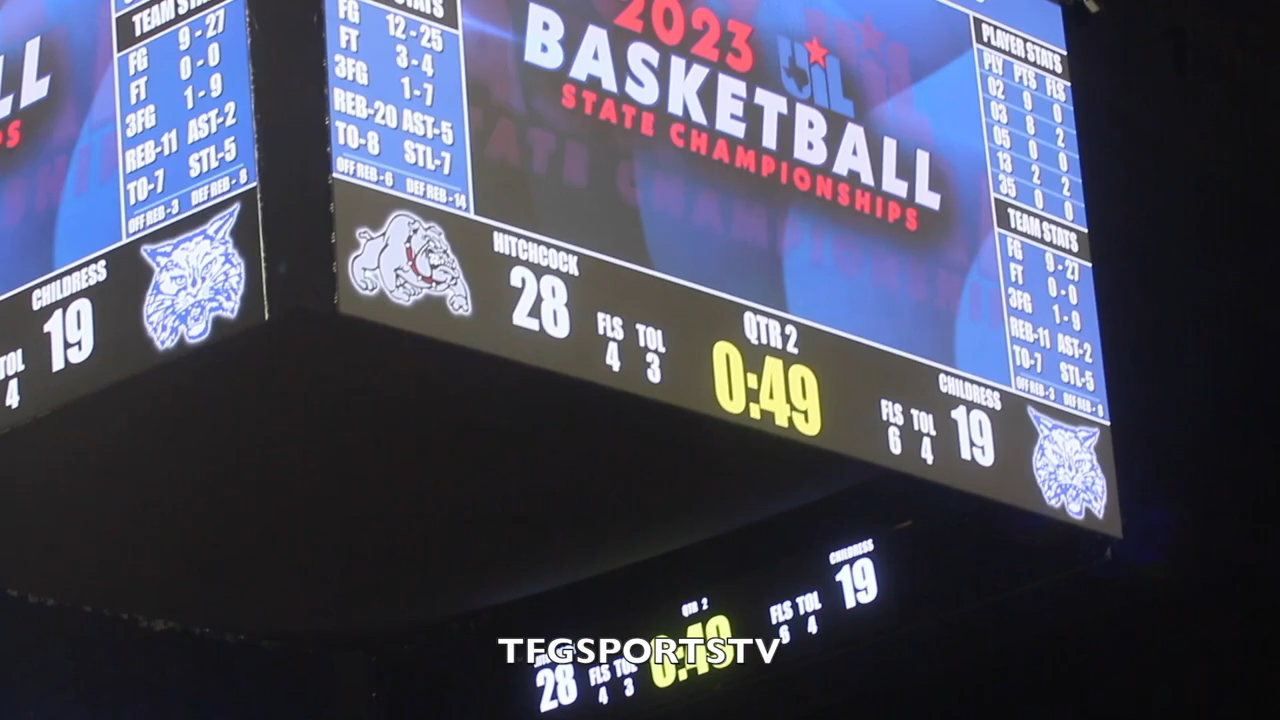 TEAM STATS
FG 9-27
FT 0-0
3FG 1-9
REB-11 AST-2
TO-7 STL-5
OFF REB-3 DEF REB-8
CHILDRESS
19
TOL
4
FG 12-25
FT 3-4
3FG 1-7
REB-20 AST-5
TO-8 STL-7
OFF REB-6 DEF REB-14
2023 UIL
BASKETBALL
STATE CHAMPIONSHIPS
PLAYER STATS
PLY PTS FLS
02 9 0
03 8 2
05 0 0
13 2 2
35 0 0
TEAM STATS
FG 9-27
FT 0-0
3FG 1-9
REB-11 AST-2
TO-7 STL-5
OFF REB-3 DEF REB-8
HITCHCOCK
28
FLS TOL
4 3
QTR 2
0:49
FLS TOL
6 4
CHILDRESS
19
CHILDRESS
19
FLS TOL
6 4
QTR 2
0:49
28
FLS TOL
4 3
TFGSPORTSTV